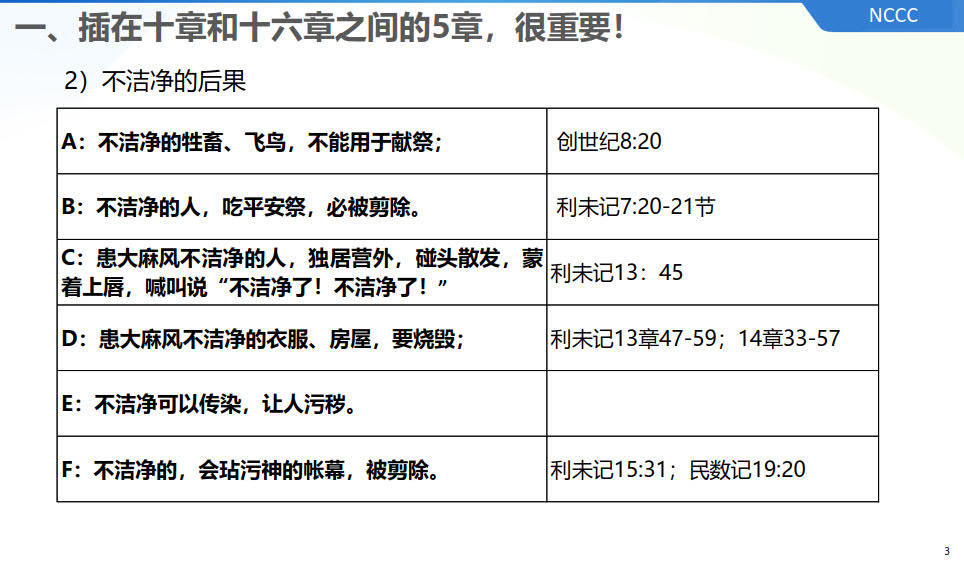 NCCC
一、插在十章和十六章之间的5章，很重要！
2）不洁净的后果
A：不洁净的牲畜、飞鸟，不能用于献祭；
创世纪8:20
B：不洁净的人，吃平安祭，必被剪除。
利未记7:20-21节
C：患大麻风不洁净的人，独居营外，碰头散发，蒙
着上唇，喊叫说“不洁净了！不洁净了！”
利未记13：45
D：患大麻风不洁净的衣服、房屋，要烧毁；
利未记13章47-59；14章33-57
E：不洁净可以传染，让人污秽。
F：不洁净的，会玷污神的帐幕，被剪除。
利未记15:31；民数记19:20
3